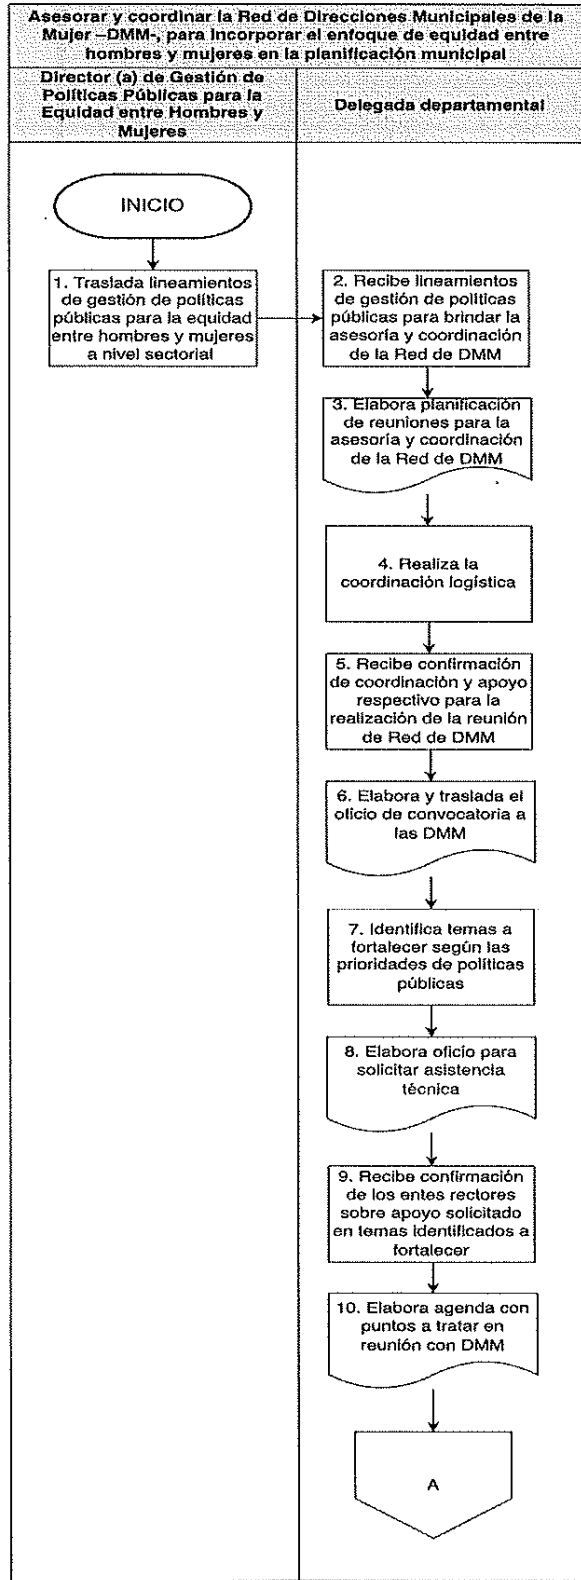 Asesorar y coordinar la Red de Direcciones Municipales de la
Mujer –DMM-, para incorporar el enfoque de equidad entre
hombres y mujeres en la planificación municipal
Director (a) de Gestión de
Políticas Públicas para la
Equidad entre Hombres y
Mujeres
Delegada departamental
INICIO
1. Traslada lineamientos
de gestión de políticas
públicas para la equidad
entre hombres y mujeres
a nivel sectorial
2. Recibe lineamientos
de gestión de políticas
públicas para brindar la
asesoría y coordinación
de la Red de DMM
3. Elabora planificación
de reuniones para la
asesoría y coordinación
de la Red de DMM
4. Realiza la
coordinación logística
5. Recibe confirmación
de coordinación y apoyo
respectivo para la
realización de la reunión
de Red de DMM
6. Elabora y traslada el
oficio de convocatoria a
las DMM
7. Identifica temas a
fortalecer según las
prioridades de políticas
públicas
8. Elabora oficio para
solicitar asistencia
técnica
9. Recibe confirmación
de los entes rectores
sobre apoyo solicitado
en temas identificados a
fortalecer
10. Elabora agenda con
puntos a tratar en
reunión con DMM
A